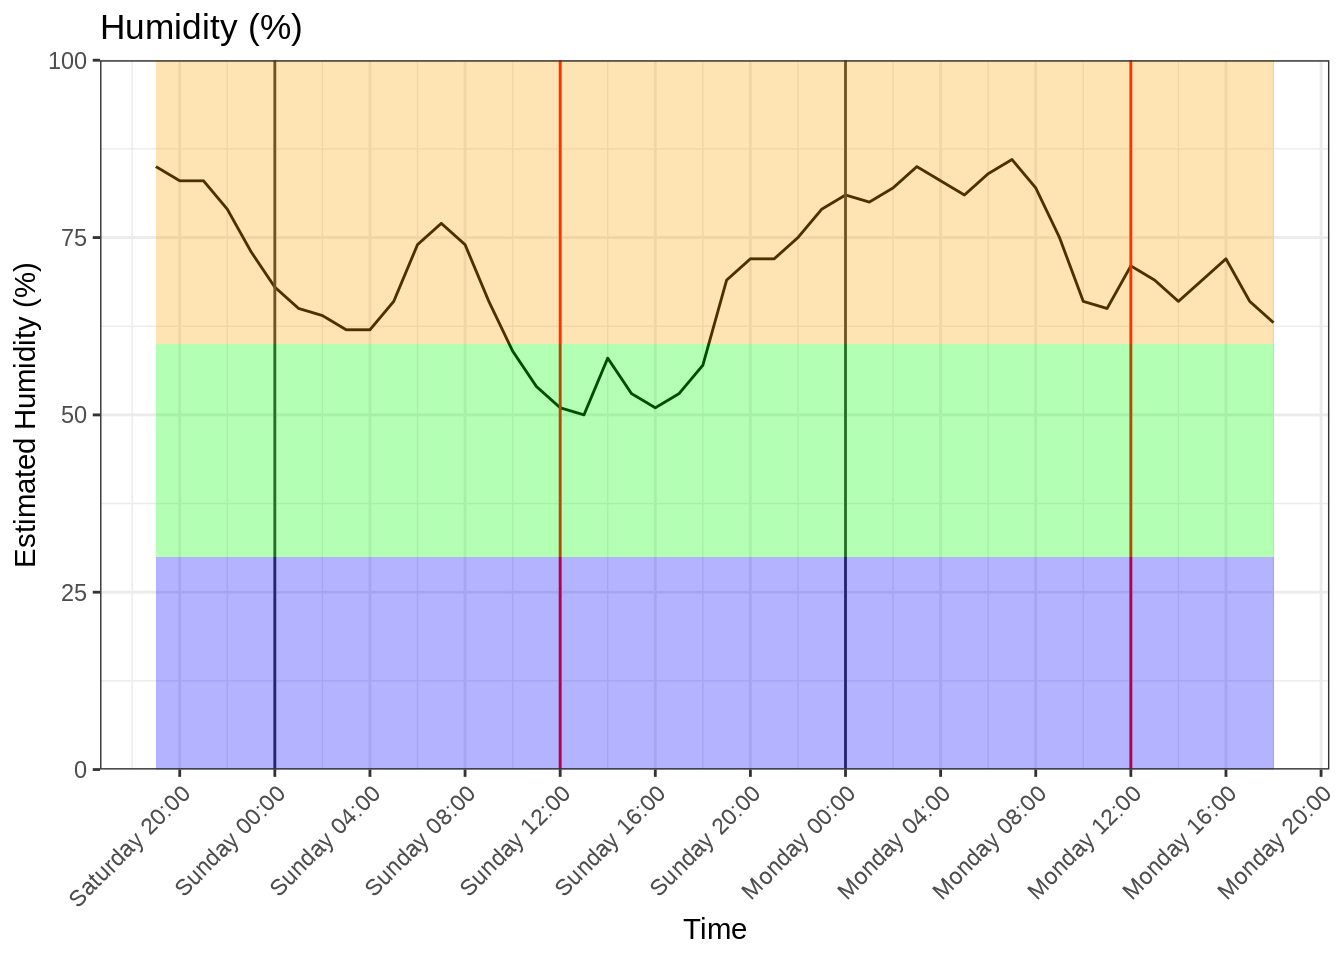 Humidity (%)
100
75
50
25
0
Estimated Humidity (%)
Saturday 20:00
Sunday 00:00
Sunday 04:00
Sunday 08:00
Sunday 12:00
Sunday 16:00
Sunday 20:00
Monday 00:00
Monday 04:00
Monday 08:00
Monday 12:00
Monday 16:00
Monday 20:00
Time